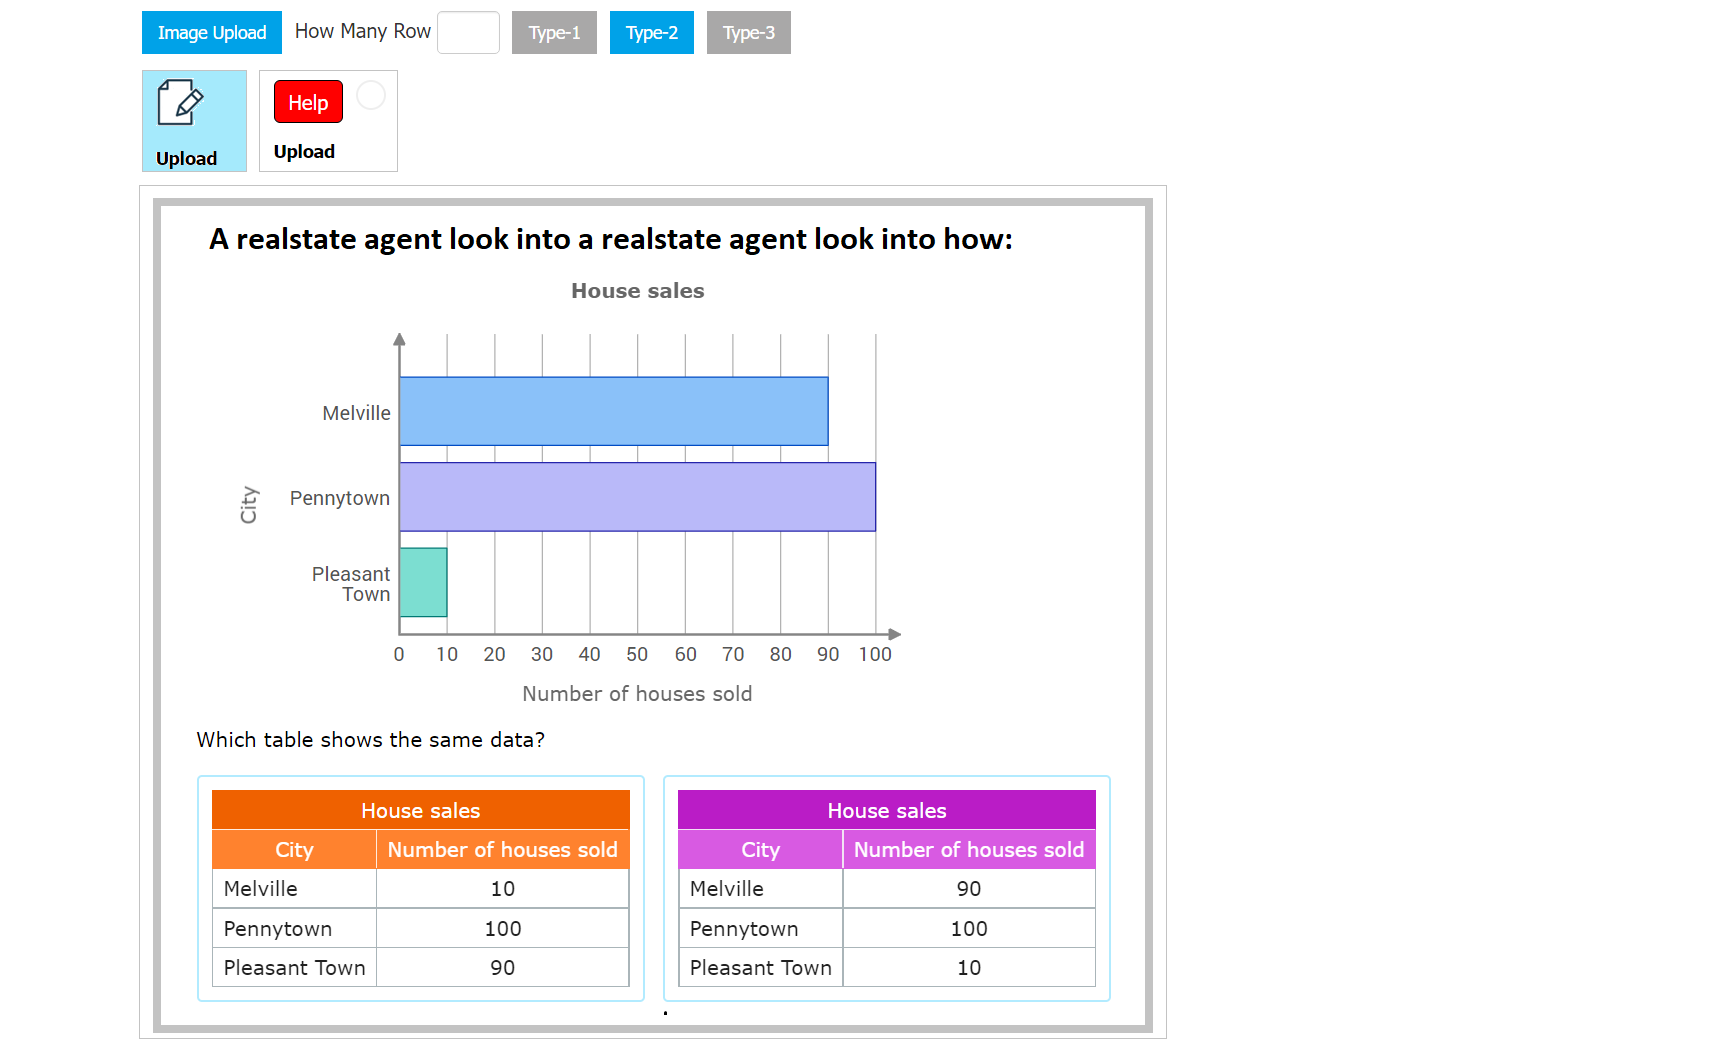 Image Upload How Many Row Type-1 Type-2 Type-3
Upload
Help
Upload
A realstate agent look into a realstate agent look into how:
House sales
Melville
Pennytown
Pleasant
Town
City
0 10 20 30 40 50 60 70 80 90 100
Number of houses sold
Which table shows the same data?
House sales
City Number of houses sold
Melville 10
Pennytown 100
Pleasant Town 90
House sales
City Number of houses sold
Melville 90
Pennytown 100
Pleasant Town 10
.